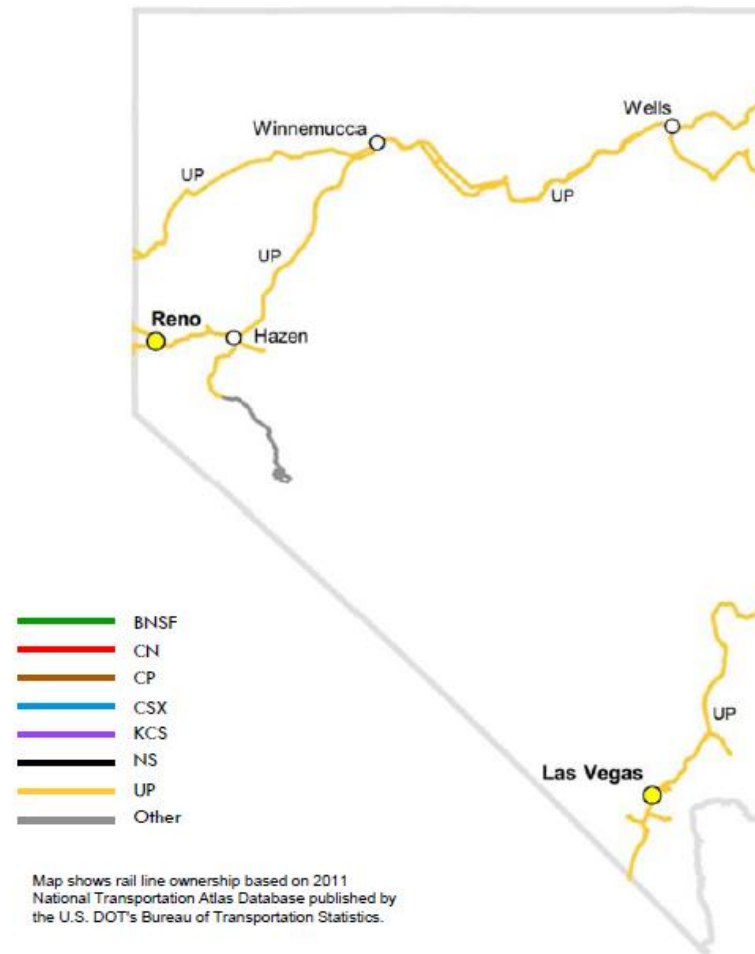 Wells
Winnemucca
UP
UP
UP
Reno
Hazen
BNSF
CN
CP
CSX
KCS
NS
UP
Other
UP
Las Vegas
Map shows rail line ownership based on 2011
National Transportation Atlas Database published by
the U.S. DOT's Bureau of Transportation Statistics.